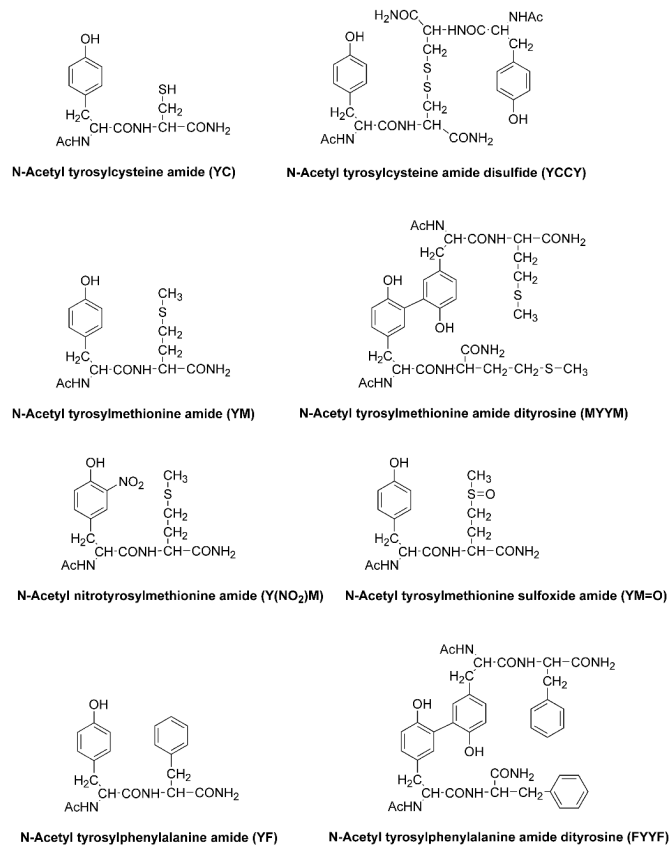 OH
SH
H2C
CH2
CH-CONH-CH-CONH2
AcHN
N-Acetyl tyrosylcysteine amide (YC)
H2NOC
NHAc
CH-HNOC-CH
OH
CH2
CH2
S
S
H2C
CH2
OH
CH-CONH-CH
AcHN
CONH2
N-Acetyl tyrosylcysteine amide disulfide (YCCY)
OH
CH3
S
CH2
H2C
CH2
CH-CONH-CH-CONH2
AcHN
N-Acetyl tyrosylmethionine amide (YM)
AcHN
CH-CONH-CH-CONH2
H2C
CH2
OH
CH2
S
OH
CH3
H2C
CONH2
CH-CONH-CH-CH2-CH2-S-CH3
AcHN
N-Acetyl tyrosylmethionine amide dityrosine (MYYM)
OH
NO2
CH3
S
CH2
H2C
CH2
CH-CONH-CH-CONH2
AcHN
N-Acetyl nitrotyrosylmethionine amide (Y(NO2)M)
OH
CH3
S=O
CH2
H2C
CH2
CH-CONH-CH-CONH2
AcHN
N-Acetyl tyrosylmethionine sulfoxide amide (YM=O)
OH
H2C
CH2
CH-CONH-CH-CONH2
AcHN
N-Acetyl tyrosylphenylalanine amide (YF)
AcHN
CH-CONH-CH-CONH2
H2C
CH2
OH
OH
H2C
CONH2
CH-CONH-CH-CH2
AcHN
N-Acetyl tyrosylphenylalanine amide dityrosine (FYYF)